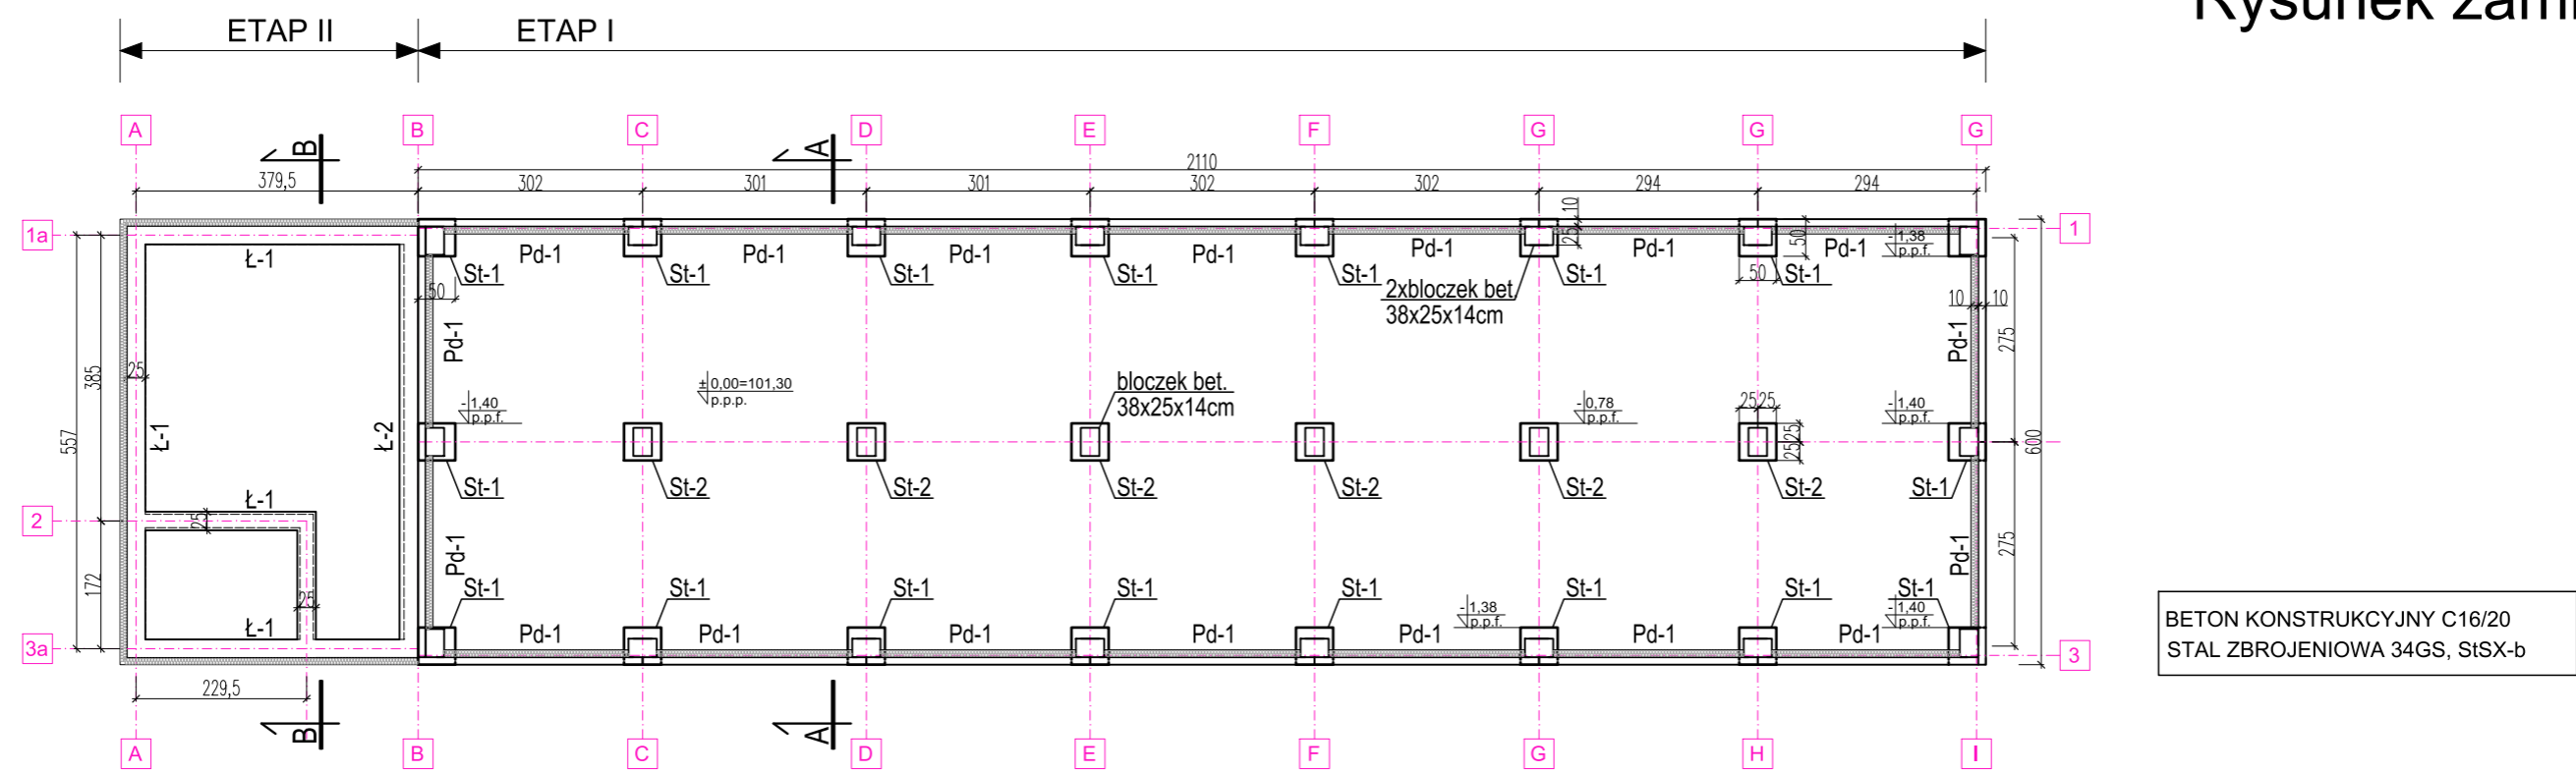 Rysunek zam
ETAP II
ETAP I
A
B
C
D
E
F
G
G
G
B
A
2110
379,5
302
301
301
302
302
294
294
10
1a
1
25
50
-1,38
p.p.f.
Ł-1
Pd-1
Pd-1
Pd-1
Pd-1
Pd-1
Pd-1
Pd-1
St-1
St-1
St-1
St-1
St-1
St-1
St-1
50
50
2xbloczek bet
38x25x14cm
10
10
Pd-1
Pd-1
275
25
385
±0,00=101,30
p.p.p.
bloczek bet.
38x25x14cm
-1,40
p.p.f.
-0,78
p.p.f.
2525
-1,40
p.p.f.
557
Ł-1
Ł-2
2525
600
St-1
St-2
St-2
St-2
St-2
St-2
St-2
St-1
Ł-1
2
25
Pd-1
Pd-1
275
172
25
St-1
St-1
St-1
St-1
St-1
St-1
St-1
St-1
-1,38
p.p.f.
-1,40
p.p.f.
Ł-1
Pd-1
Pd-1
Pd-1
Pd-1
Pd-1
Pd-1
Pd-1
3a
3
229,5
B
A
A
B
C
D
E
F
G
H
I
BETON KONSTRUKCYJNY C16/20
STAL ZBROJENIOWA 34GS, StSX-b